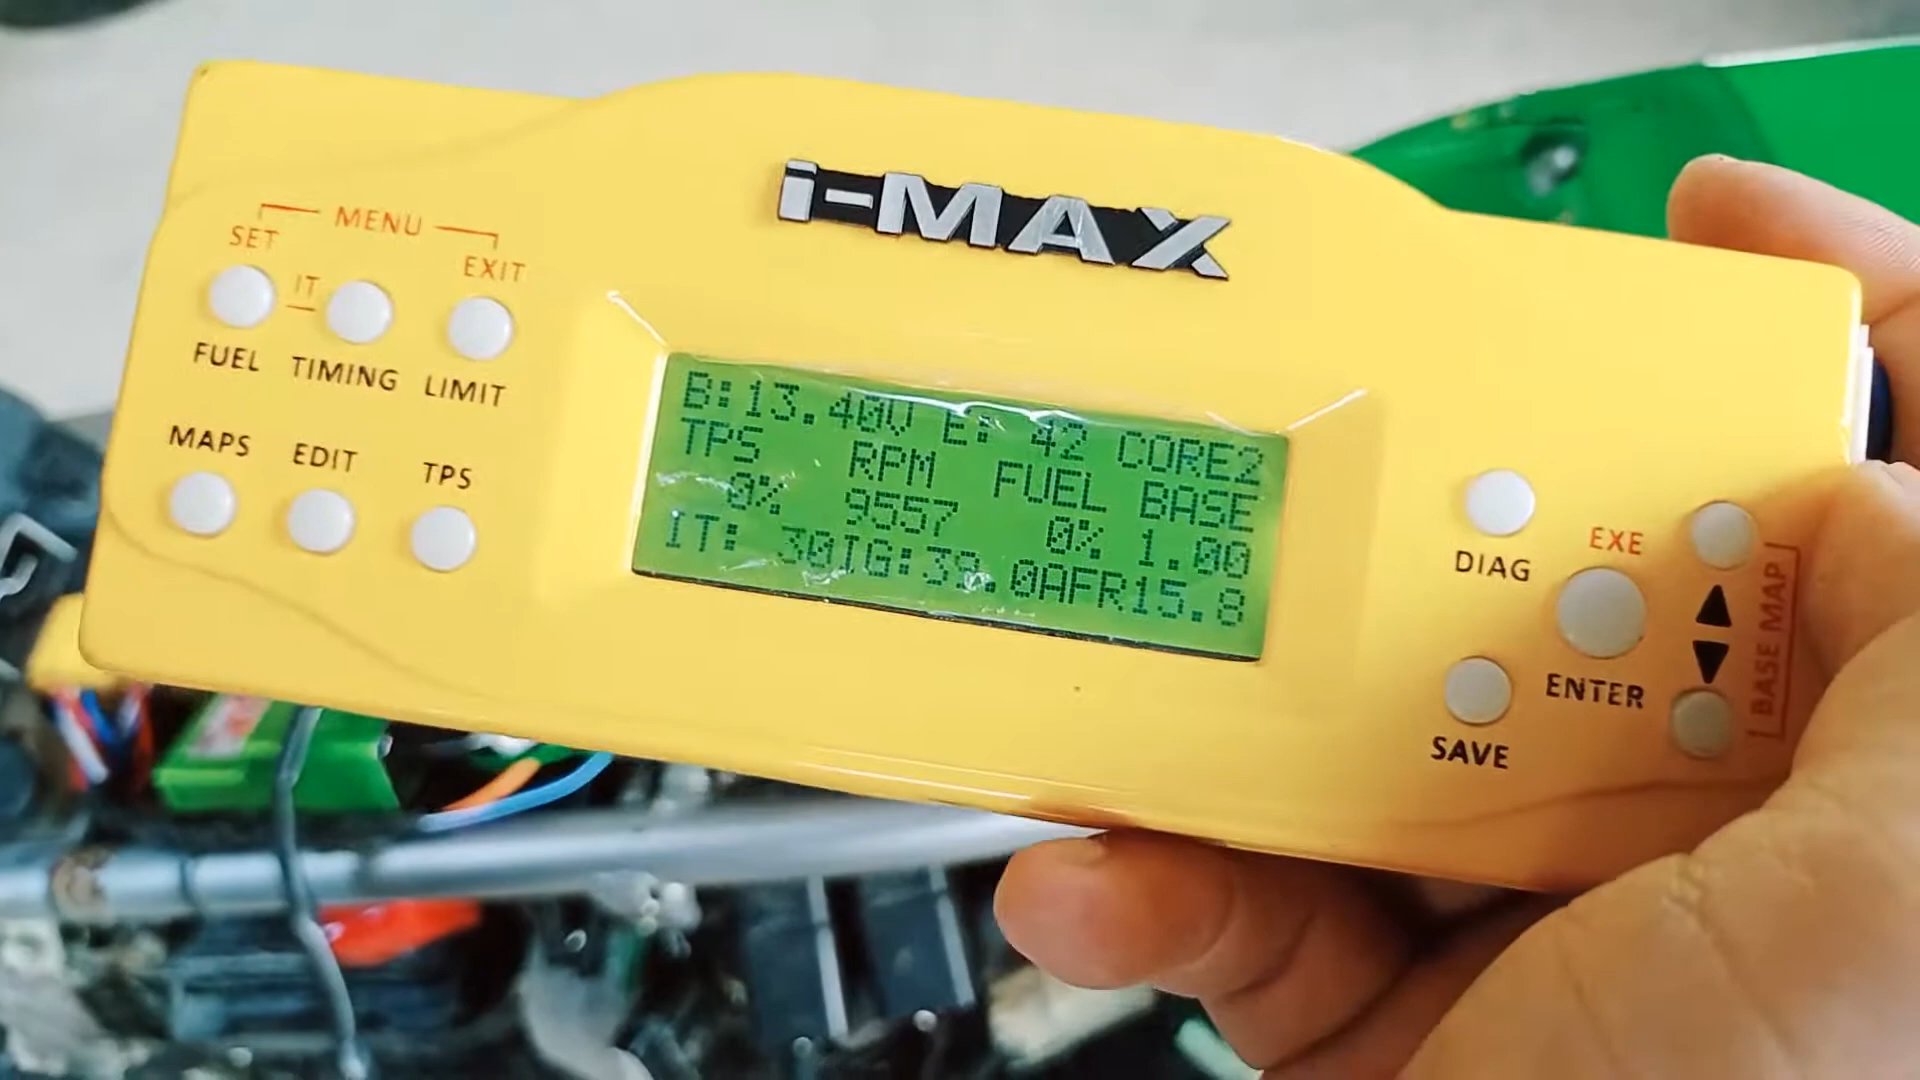 i-MAX
MENU
SET
IT
EXIT
FUEL TIMING LIMIT
MAPS EDIT TPS
B:13.40V E: 42 CORE2
TPS RPM FUEL BASE
0% 9557 0% 1.00
IT: 30IG:39.0AFR15.8
DIAG
EXE
ENTER
SAVE
BASE MAP